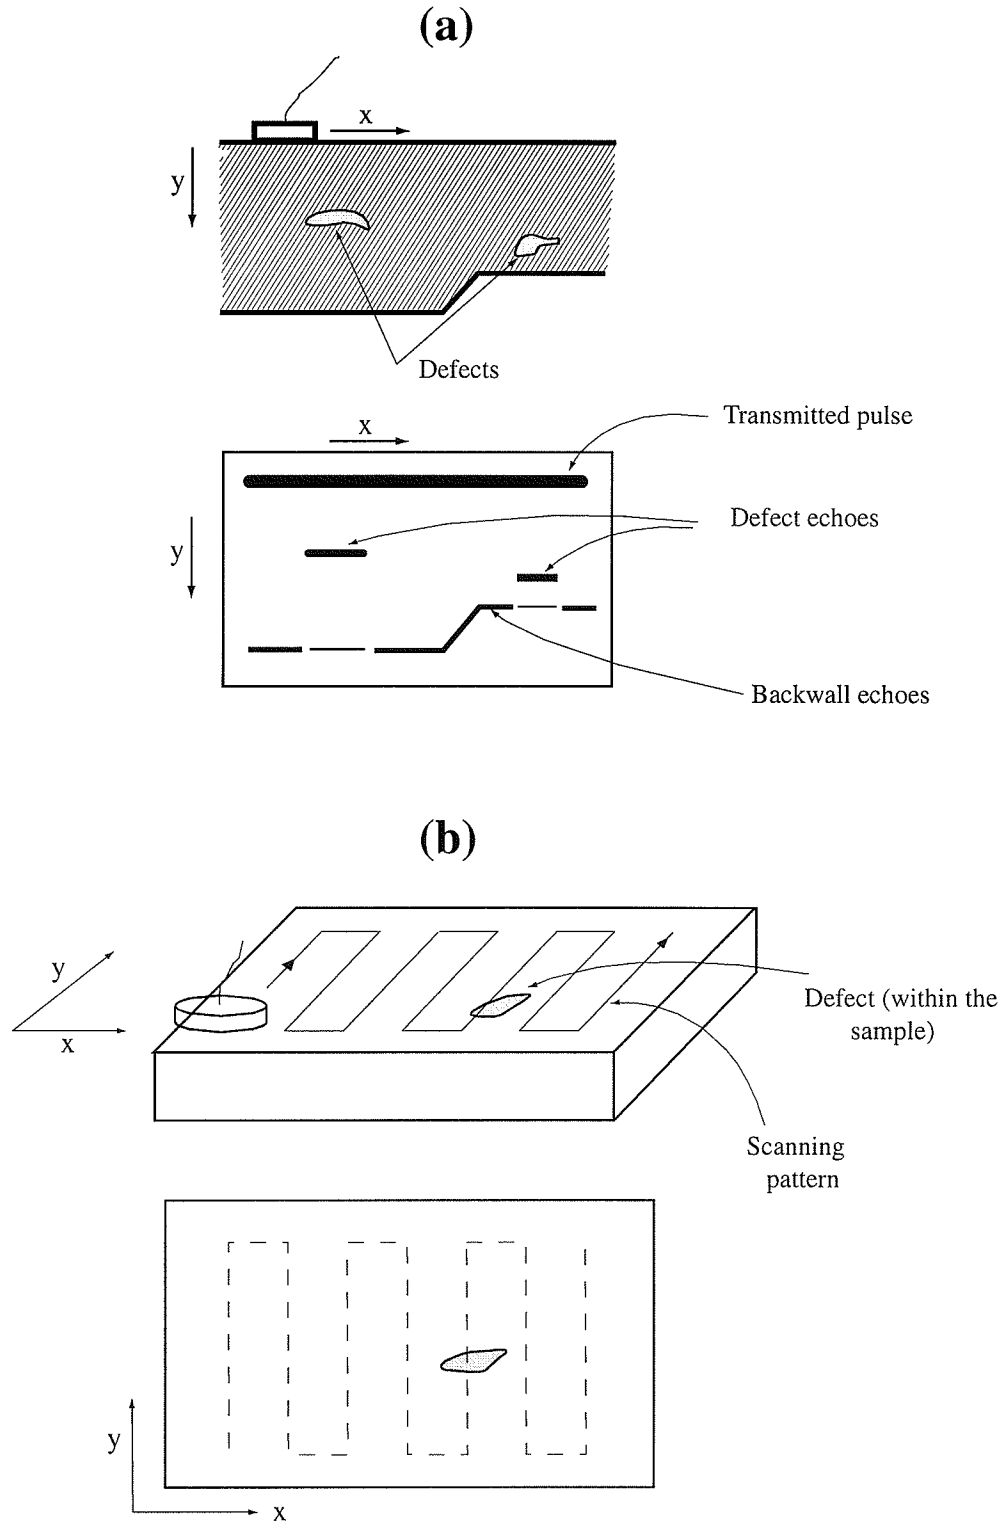 (a)
x
y
Defects
x
Transmitted pulse
y
Defect echoes
Backwall echoes
(b)
y
x
Defect (within the
sample)
Scanning
pattern
y
x